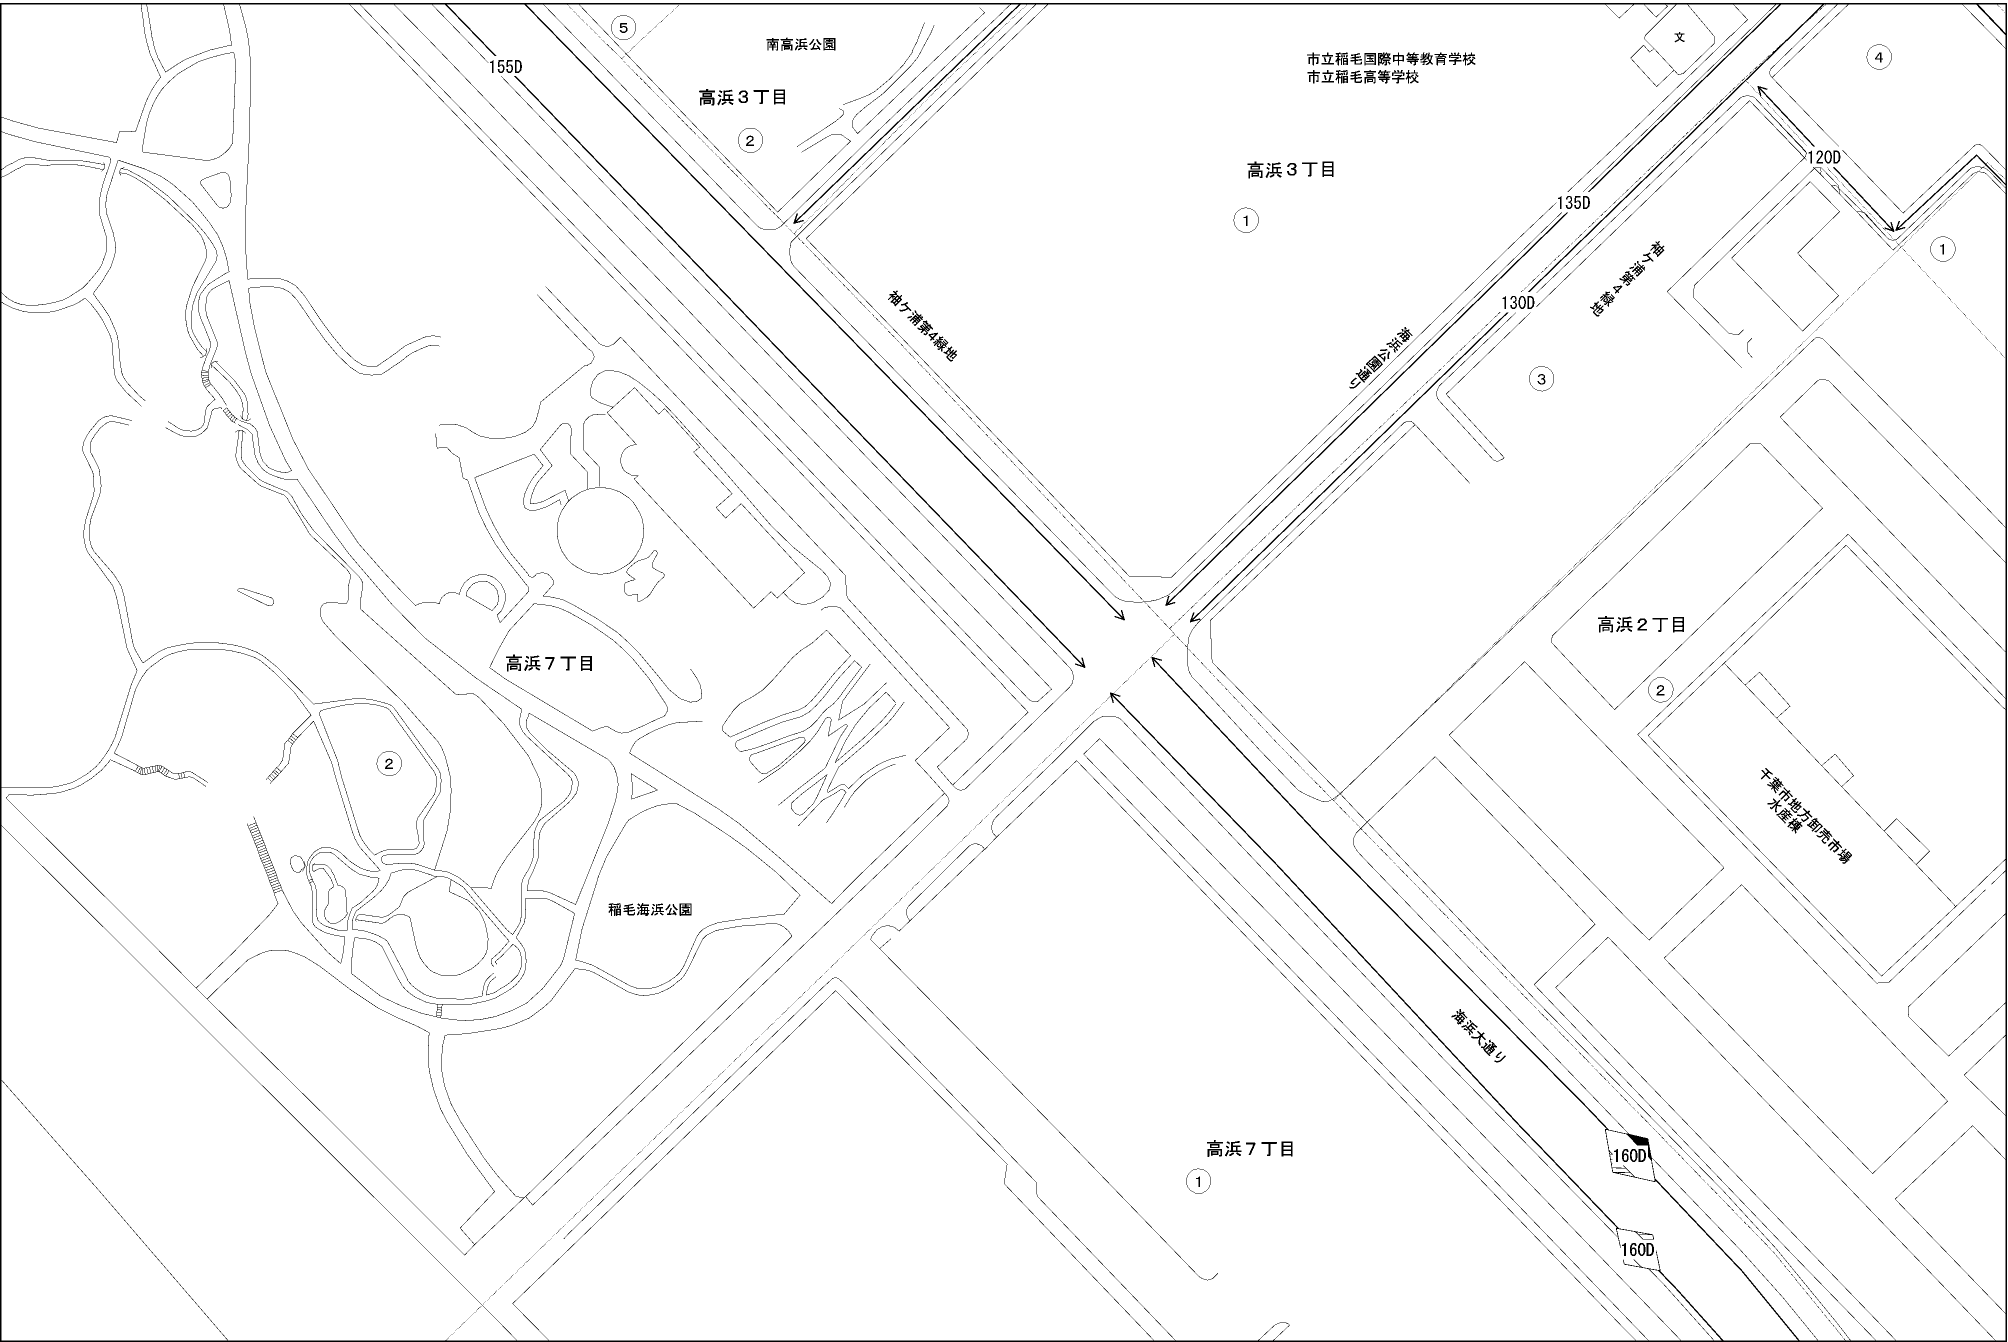 5
南高浜公園
文
市立稲毛国際中等教育学校
市立稲毛高等学校
4
155D
高浜３丁目
2
120D
高浜３丁目
135D
1
袖ケ浦第４緑地
1
130D
袖ケ浦第4緑地
海浜公園通り
3
高浜２丁目
高浜７丁目
2
2
千葉市地方卸売市場
水産棟
稲毛海浜公園
海浜大通り
高浜７丁目
160D
1
160D